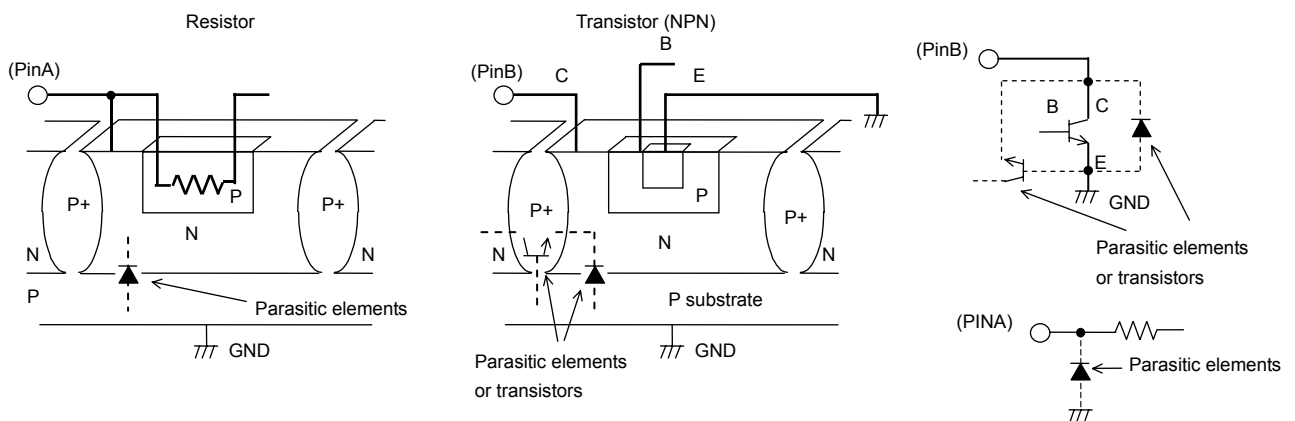 Resistor
(PinA)
P
P+
P+
N
N
N
P
Parasitic elements
GND
Transistor (NPN)
B
(PinB)
C
E
P
P+
P+
N
N
N
P substrate
Parasitic elements
or transistors
GND
(PinB)
B
C
E
GND
Parasitic elements
or transistors
(PINA)
Parasitic elements